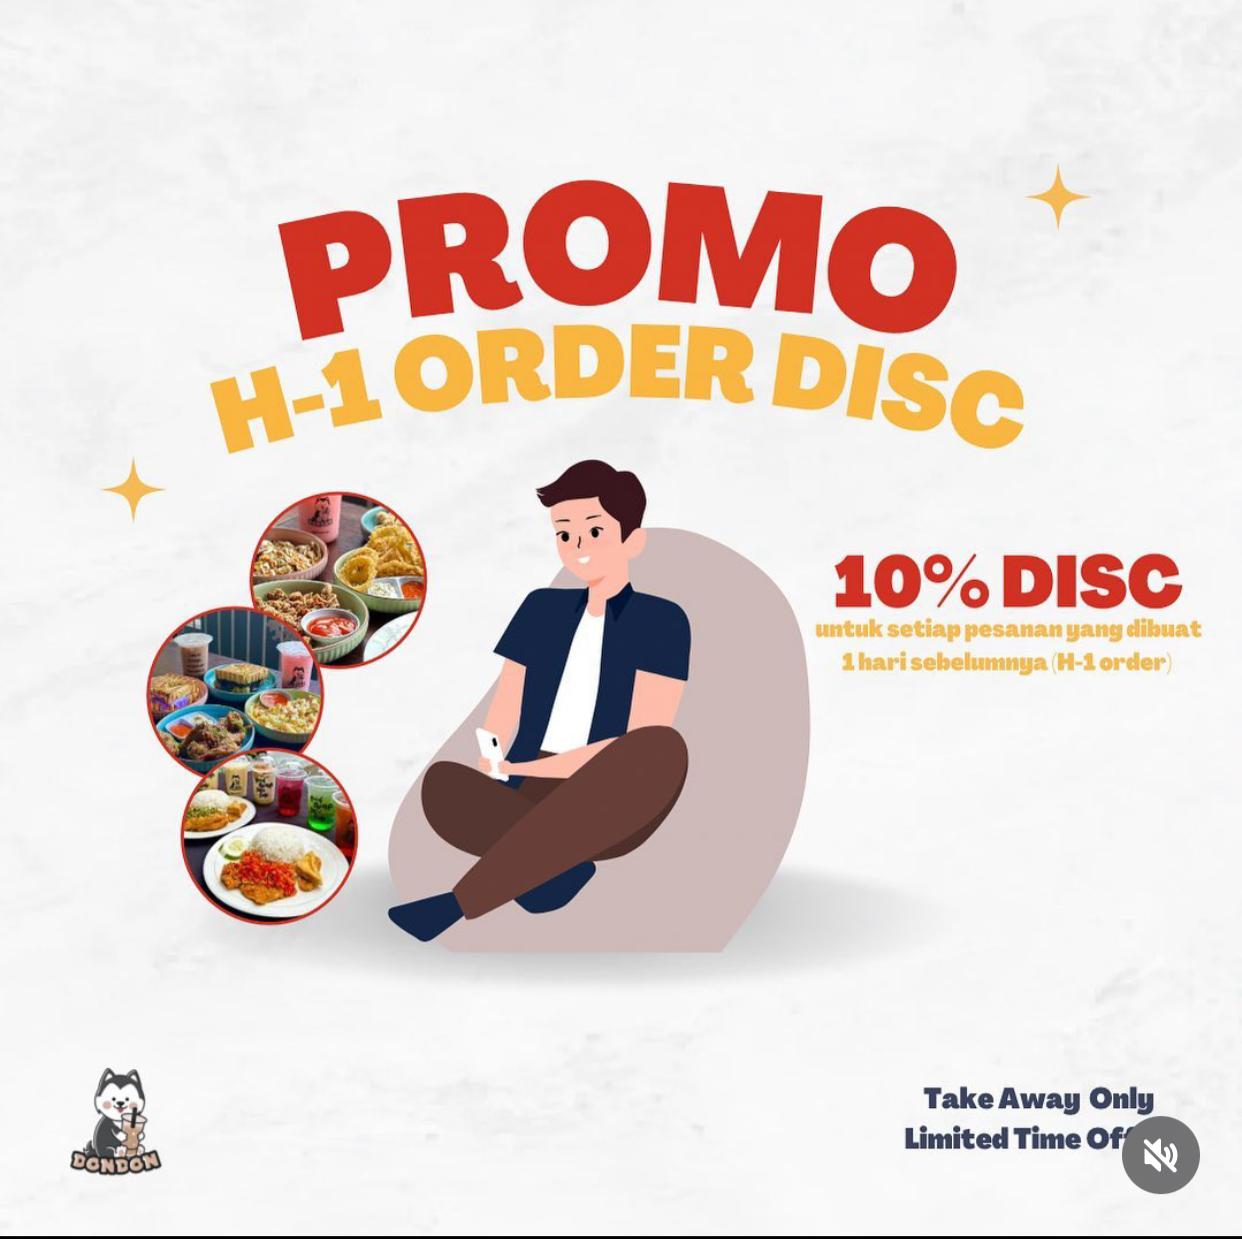 PROMO
H-1 ORDER DISC
10% DISC
untuk setiap pesanan yang dibuat
1 hari sebelumnya (H-1 order)
Take Away Only
Limited Time
DONDON